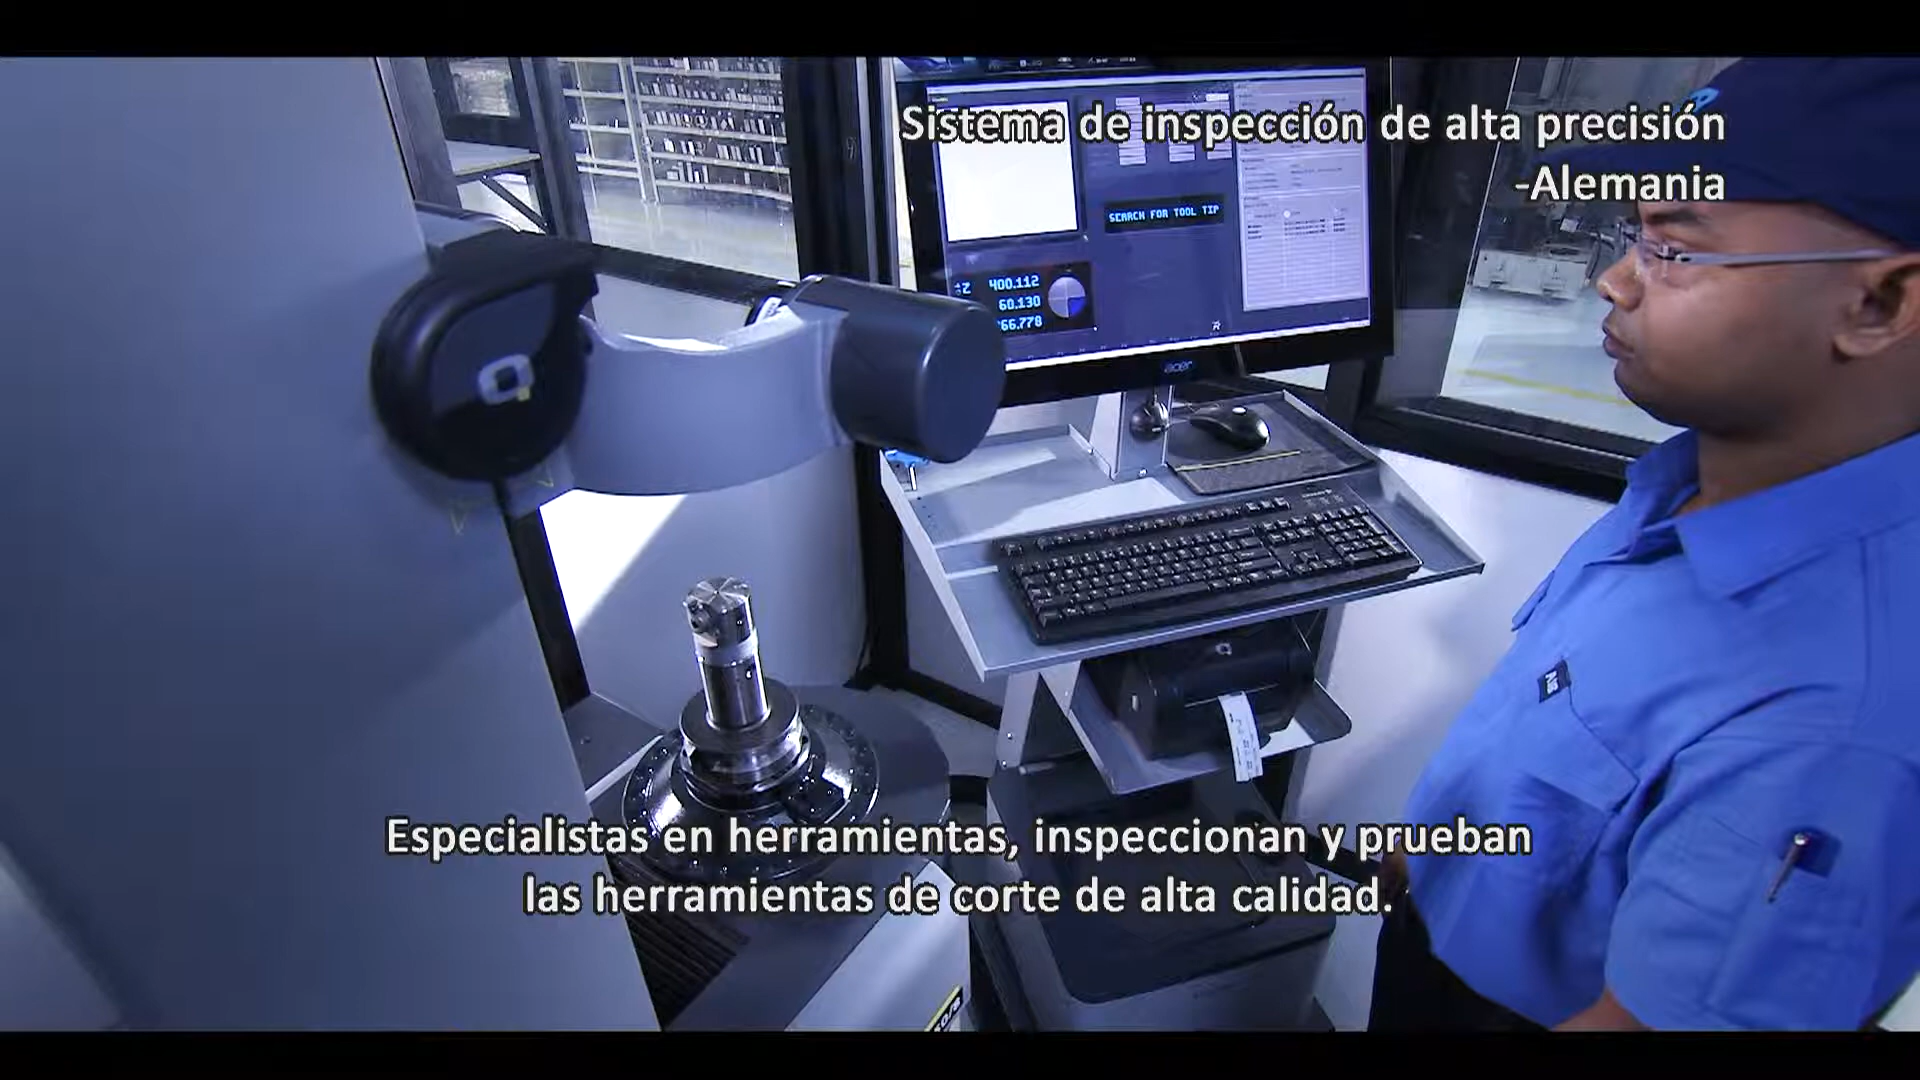 Sistema de inspección de alta precisión
-Alemania
SEARCH FOR TOOL TIP
Z 400.112
60.130
66.778
acer
Especialistas en herramientas, inspeccionan y prueban
las herramientas de corte de alta calidad.